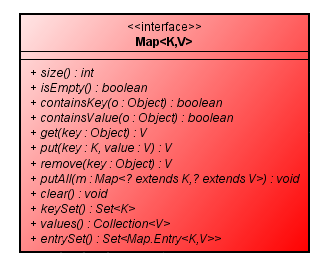 <<interface>>
Map<K,V>
+ size() : int
+ isEmpty() : boolean
+ containsKey(o : Object) : boolean
+ containsValue(o : Object) : boolean
+ get(key : Object) : V
+ put(key : K, value : V) : V
+ remove(key : Object) : V
+ putAll(m : Map<? extends K,? extends V>) : void
+ clear() : void
+ keySet() : Set<K>
+ values() : Collection<V>
+ entrySet() : Set<Map.Entry<K,V>>